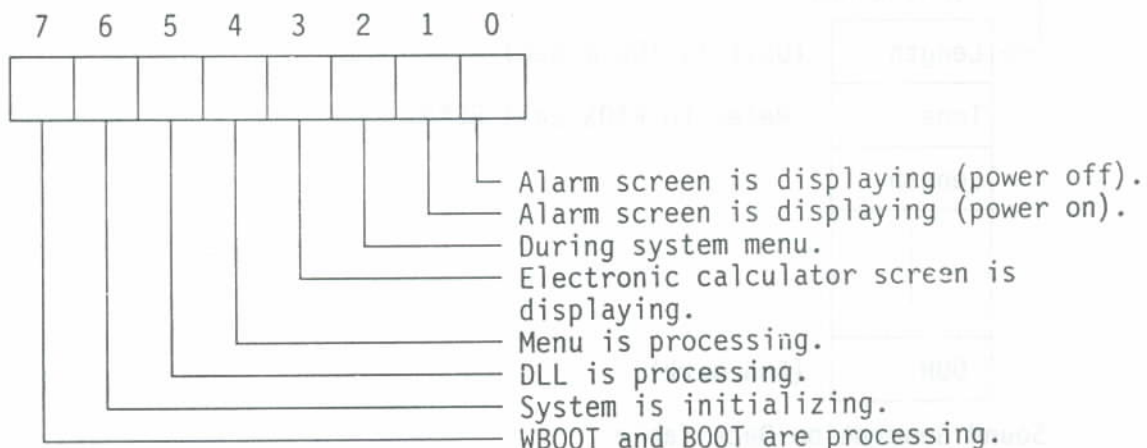 7 6 5 4 3 2 1 0
Alarm screen is displaying (power off).
Alarm screen is displaying (power on).
During system menu.
Electronic calculator screen is
displaying.
Menu is processing.
DLL is processing.
System is initializing.
WBOOT and BOOT are processing.